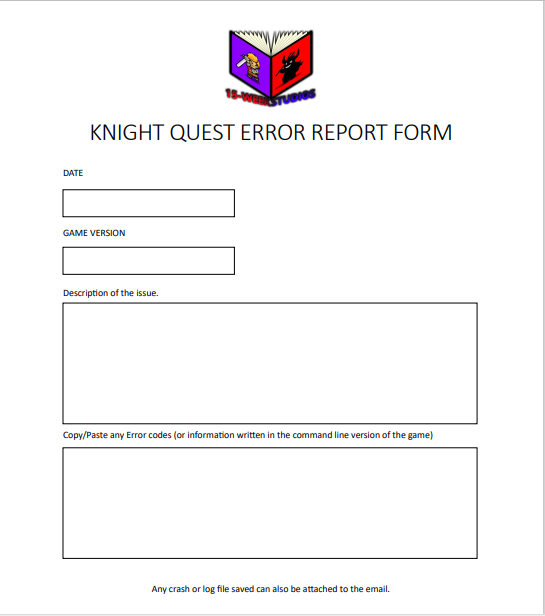 15-WEEKSTUDIOS
KNIGHT QUEST ERROR REPORT FORM
DATE
GAME VERSION
Description of the issue.
Copy/Paste any Error codes (or information written in the command line version of the game)
Any crash or log file saved can also be attached to the email.